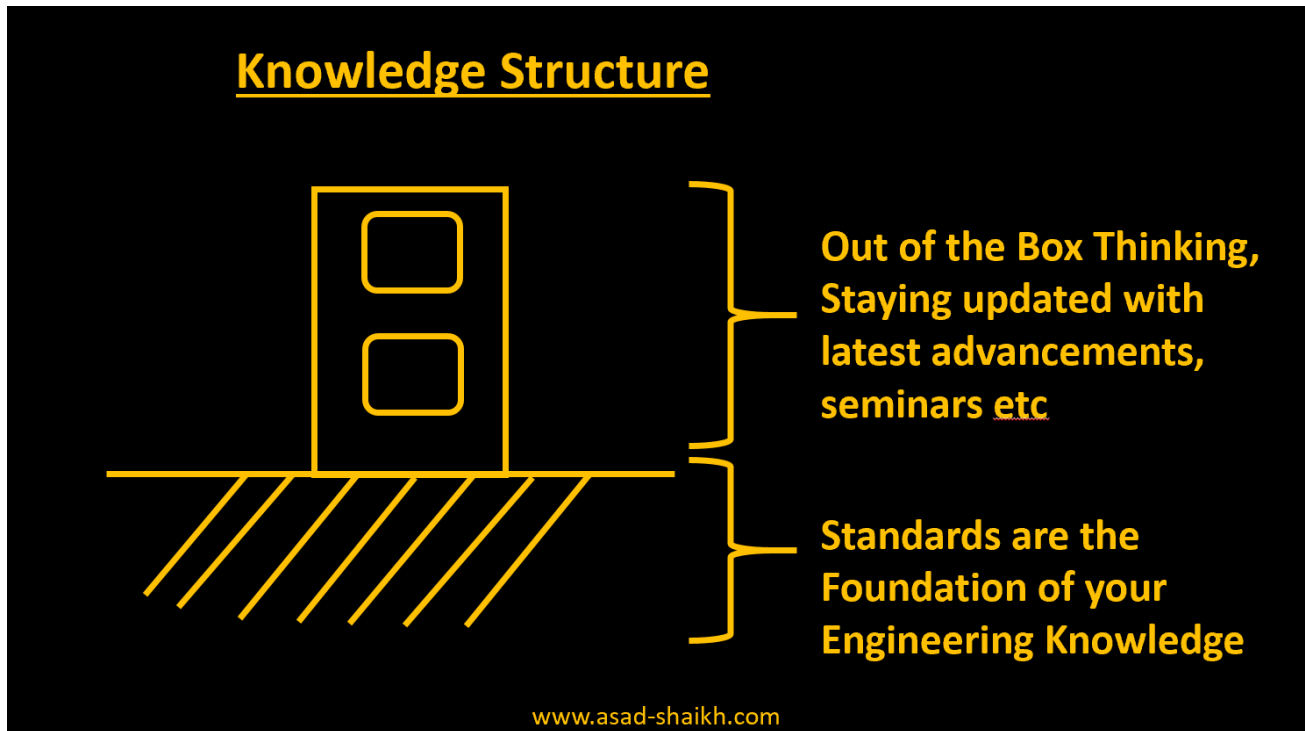 Knowledge Structure
Out of the Box Thinking,
Staying updated with
latest advancements,
seminars etc
Standards are the
Foundation of your
Engineering Knowledge
www.asad-shaikh.com